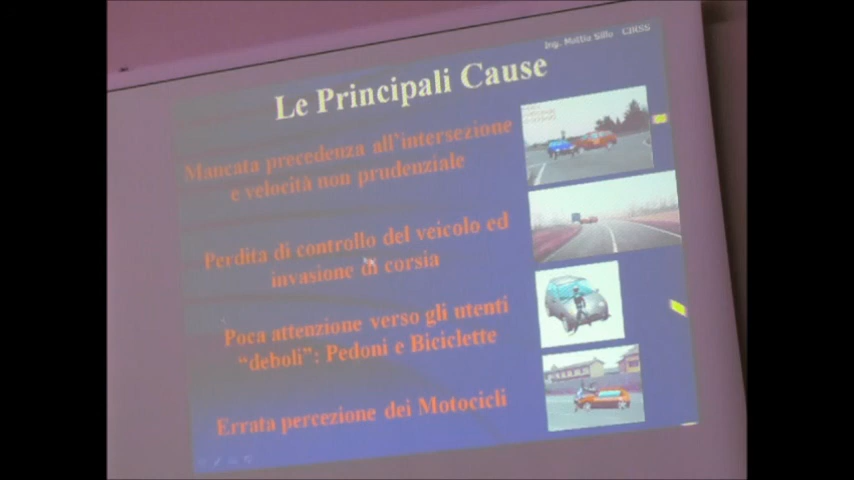 Ing. Mattia Sillo CIRSS
Le Principali Cause
Mancata precedenza all'intersezione
e velocità non prudenziale
Perdita di controllo del veicolo ed
invasione di corsia
Poca attenzione verso gli utenti
"deboli": Pedoni e Biciclette
Errata percezione dei Motocicli